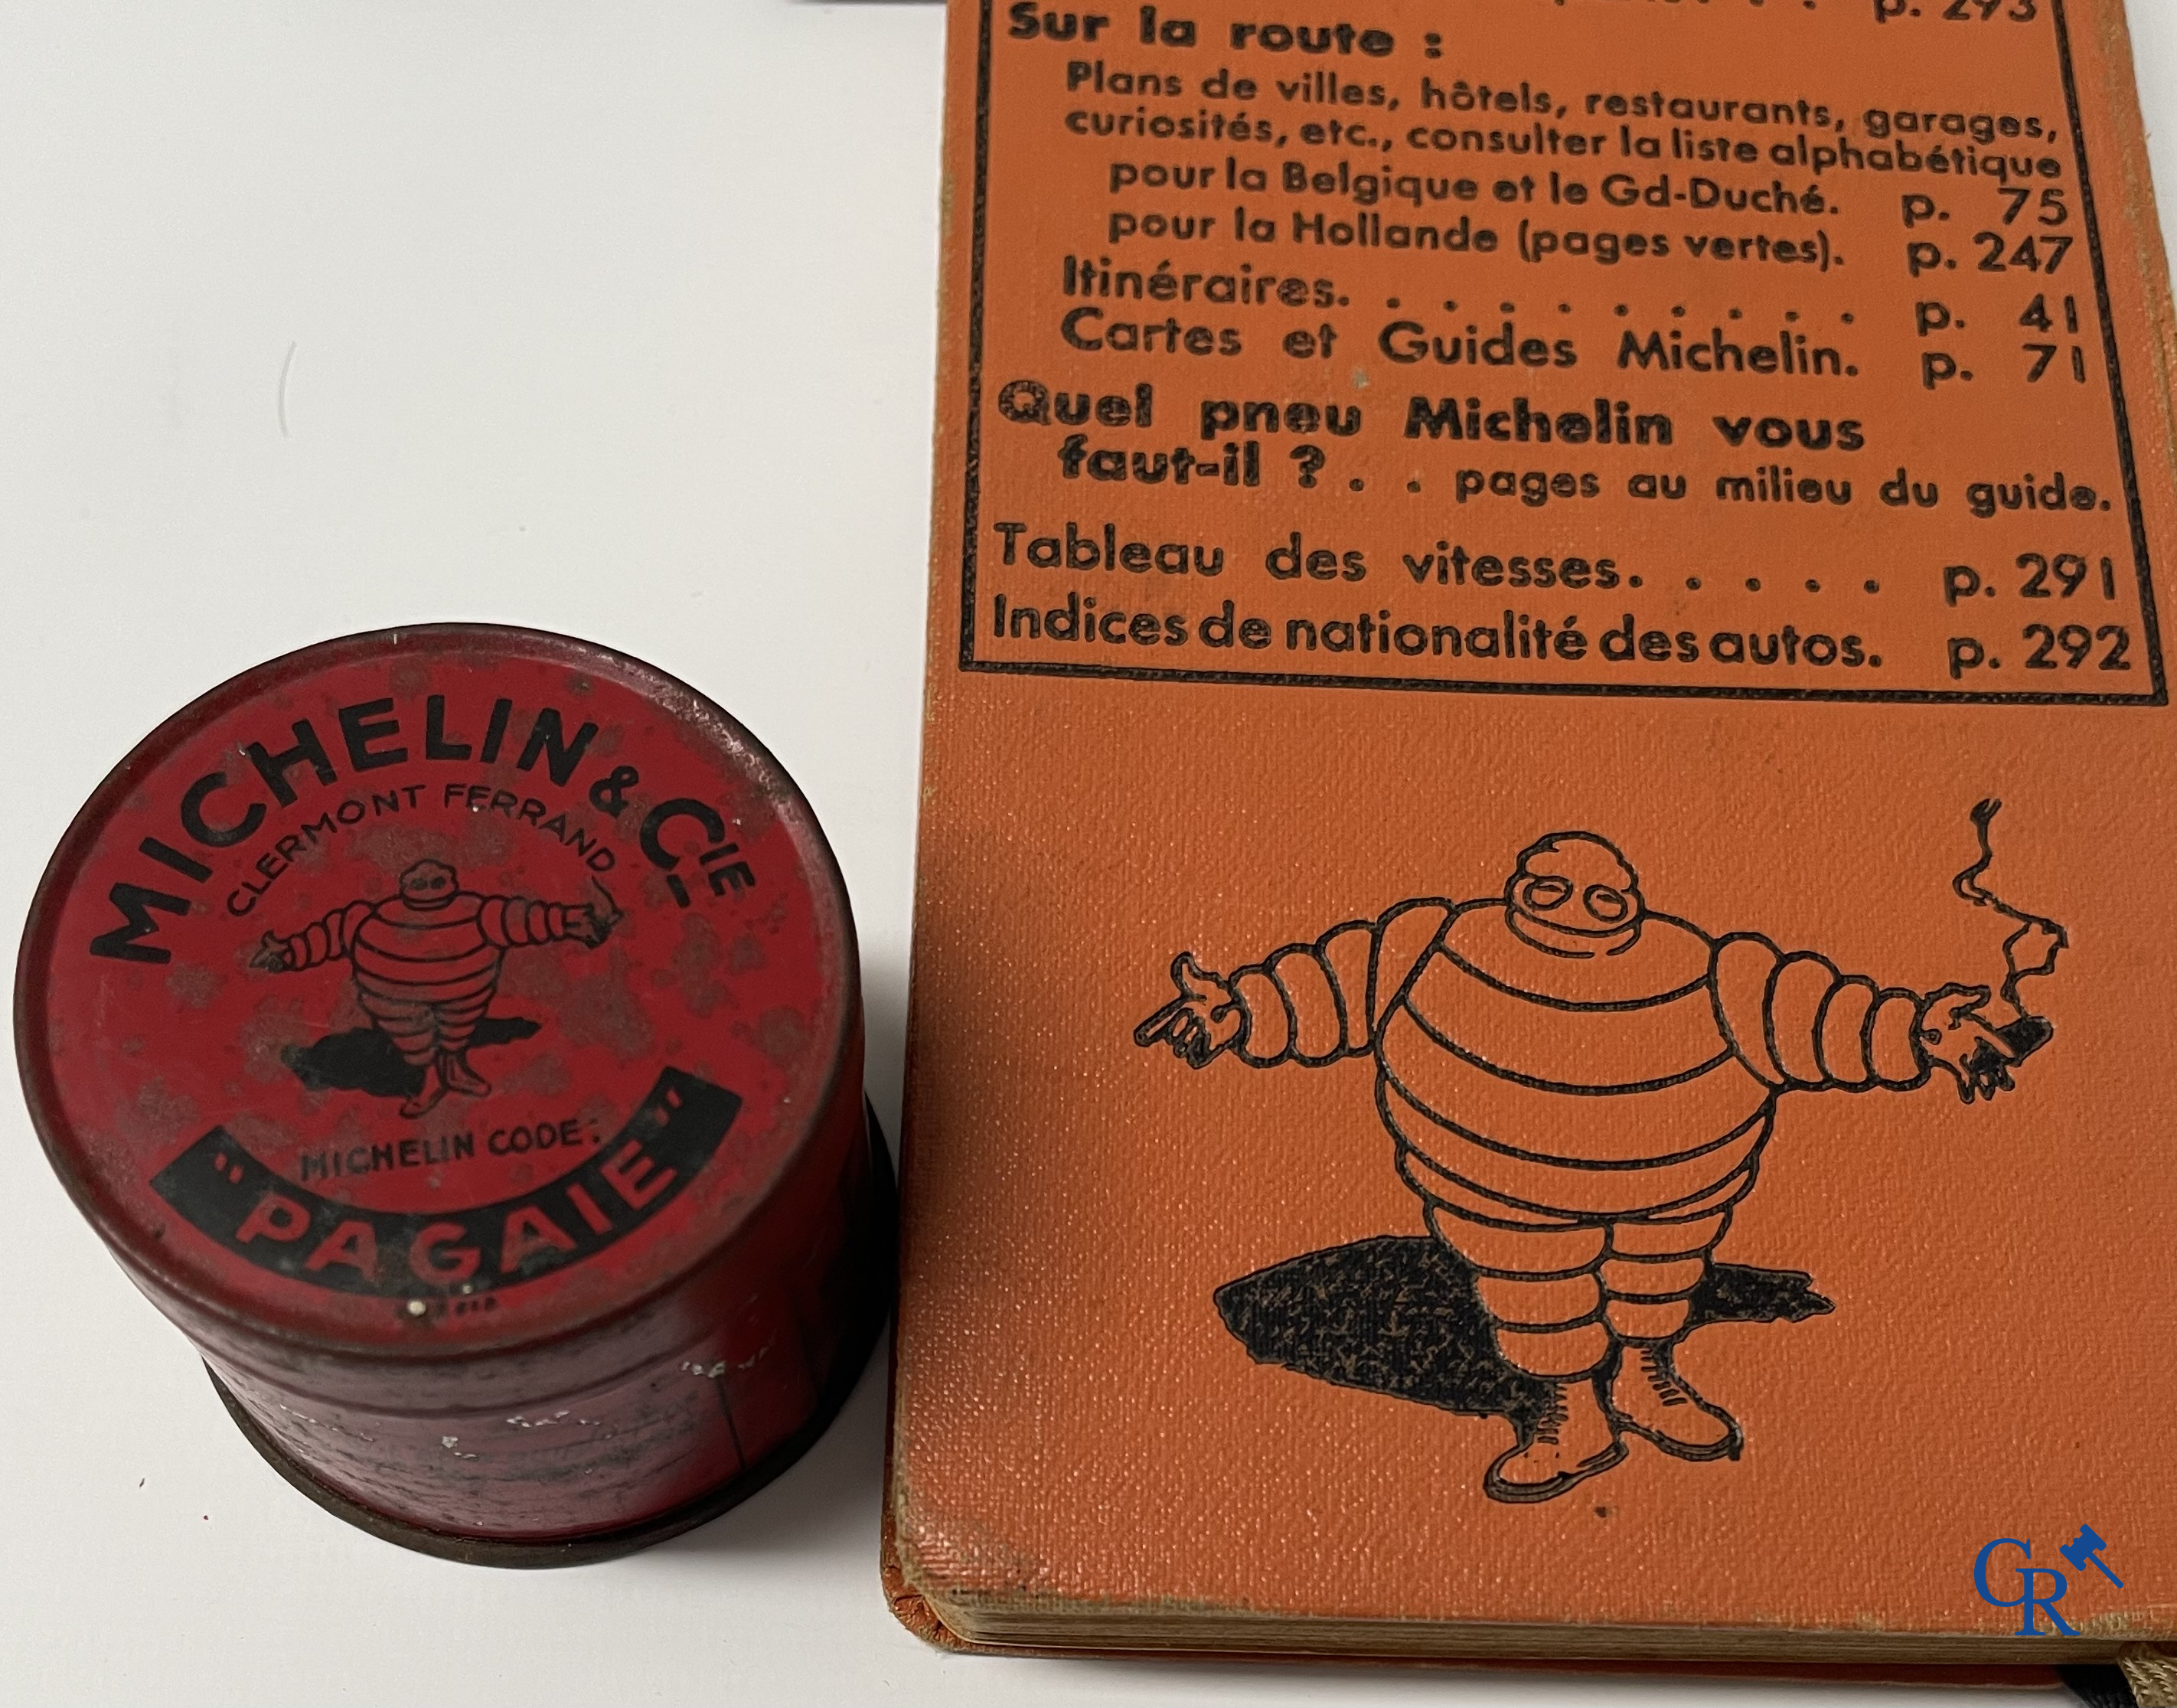 p. 293
Sur la route :
Plans de villes, hôtels, restaurants, garages,
curiosités, etc., consulter la liste alphabétique
pour la Belgique et le Gd-Duché. p. 75
pour la Hollande (pages vertes). p. 247
Itinéraires. . . . . . . . . . p. 41
Cartes et Guides Michelin. p. 71
Quel pneu Michelin vous
faut-il ? . . pages au milieu du guide.
Tableau des vitesses. . . . . p. 291
Indices de nationalité des autos. p. 292
MICHELIN & CIE
CLERMONT FERRAND
MICHELIN CODE:
"PAGAIE"
CR